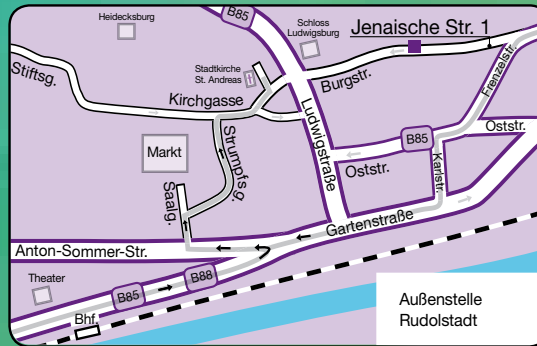 B85
Heidecksburg
Schloss
Ludwigsburg
Jenaische Str. 1
Stiftsg.
Stadtkirche
St. Andreas
Burgstr.
Frenzelstr.
Kirchgasse
Ludwigstraße
Markt
Strumpfsg.
B85
Oststr.
Oststr.
Karlstr.
Saalg.
Gartenstraße
Anton-Sommer-Str.
Theater
B85
B88
Bhf.
Außenstelle
Rudolstadt